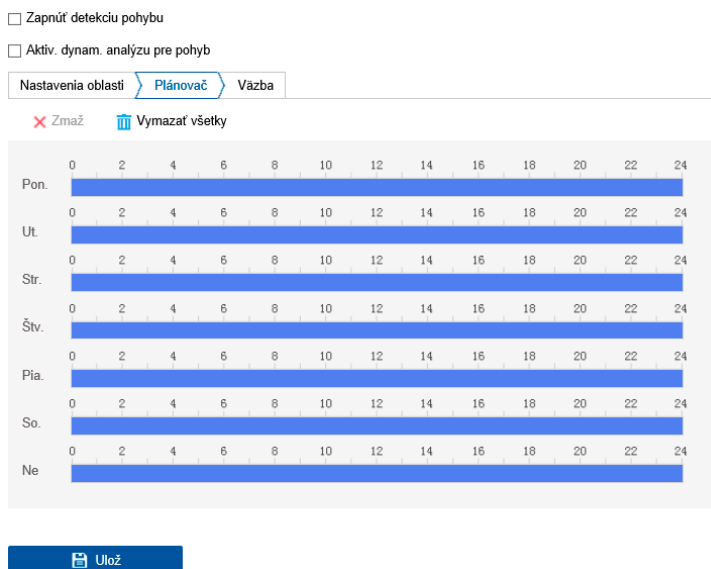 Zapnúť detekciu pohybu
Aktiv. dynam. analýzu pre pohyb
Nastavenia oblasti Plánovač Väzba
Zmaž Vymazať všetky
0 2 4 6 8 10 12 14 16 18 20 22 24
Pon.
0 2 4 6 8 10 12 14 16 18 20 22 24
Ut.
0 2 4 6 8 10 12 14 16 18 20 22 24
Str.
0 2 4 6 8 10 12 14 16 18 20 22 24
Štv.
0 2 4 6 8 10 12 14 16 18 20 22 24
Pia.
0 2 4 6 8 10 12 14 16 18 20 22 24
So.
0 2 4 6 8 10 12 14 16 18 20 22 24
Ne
Ulož